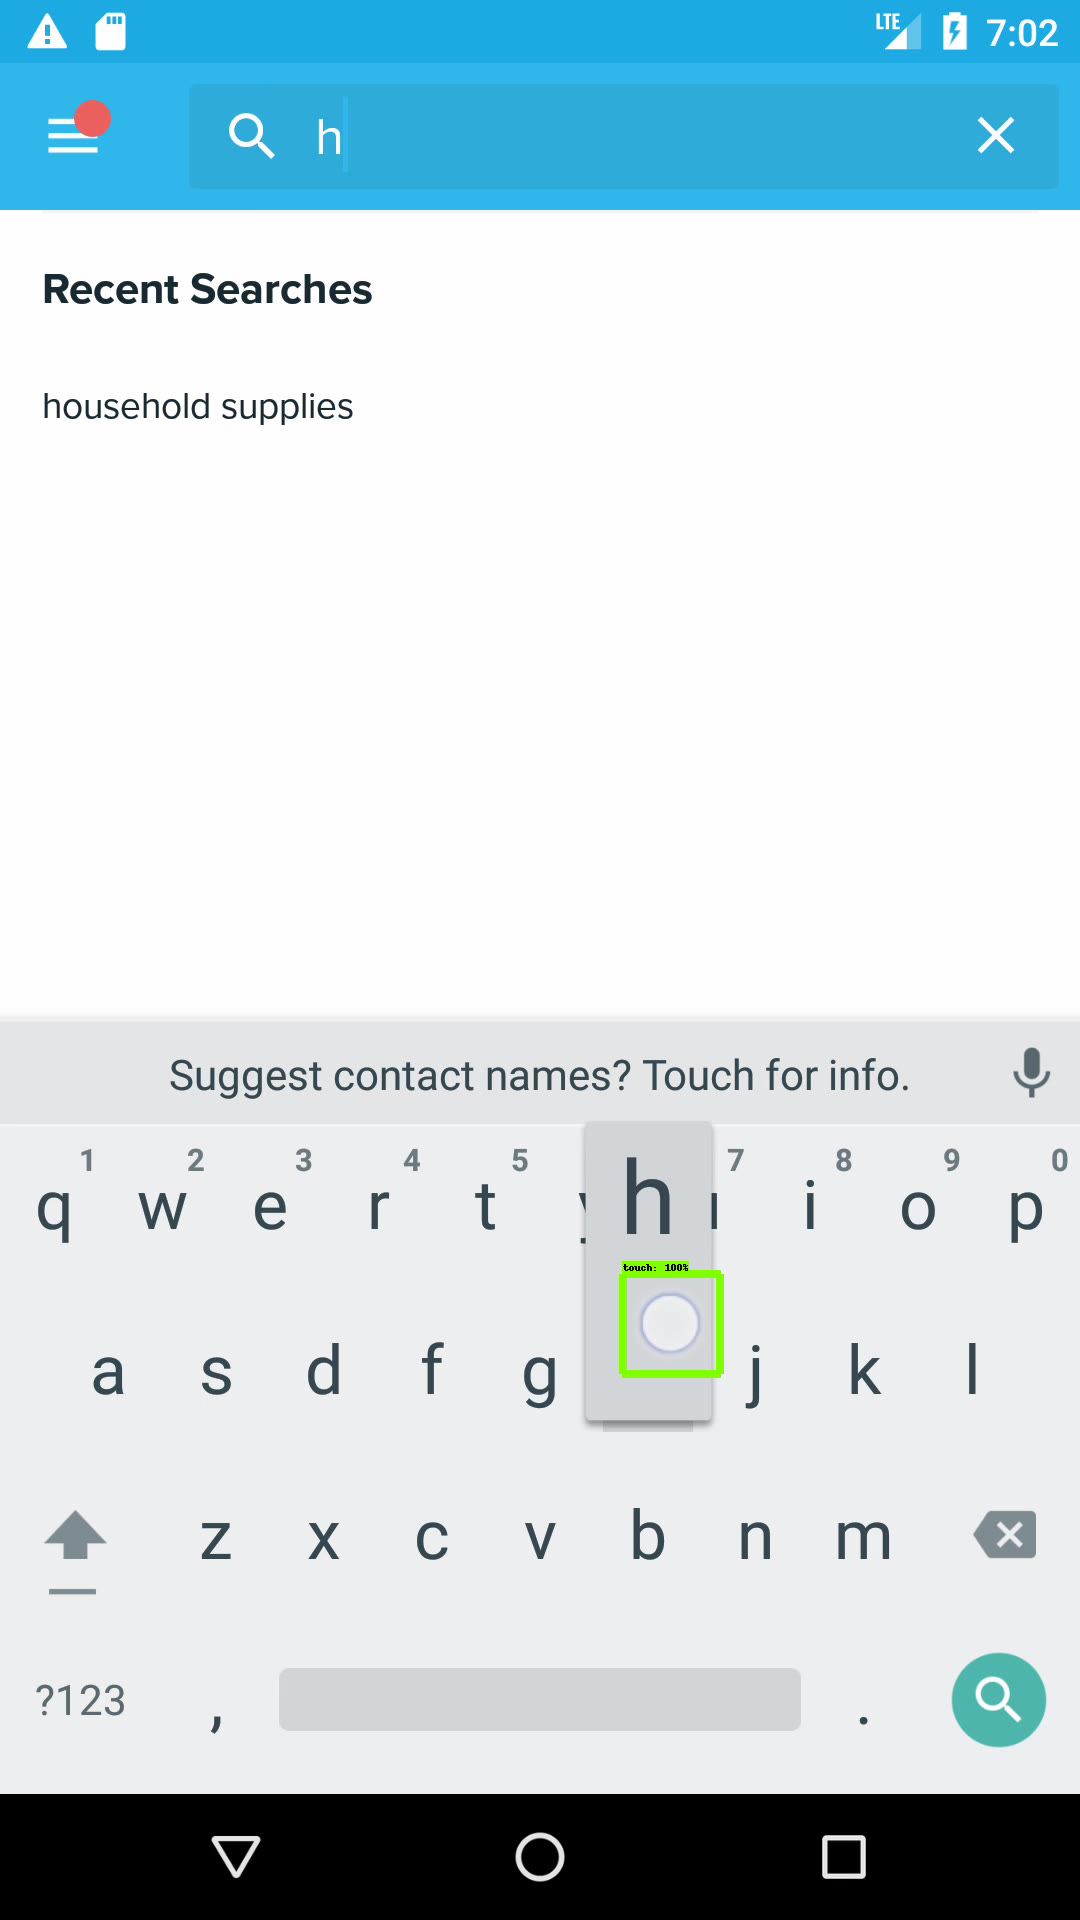 LTE 7:02
h
Recent Searches
household supplies
Suggest contact names? Touch for info.
1 2 3 4 5 7 8 9 0
q w e r t h i o p
touch: 100%
a s d f g j k l
z x c v b n m
?123 , .